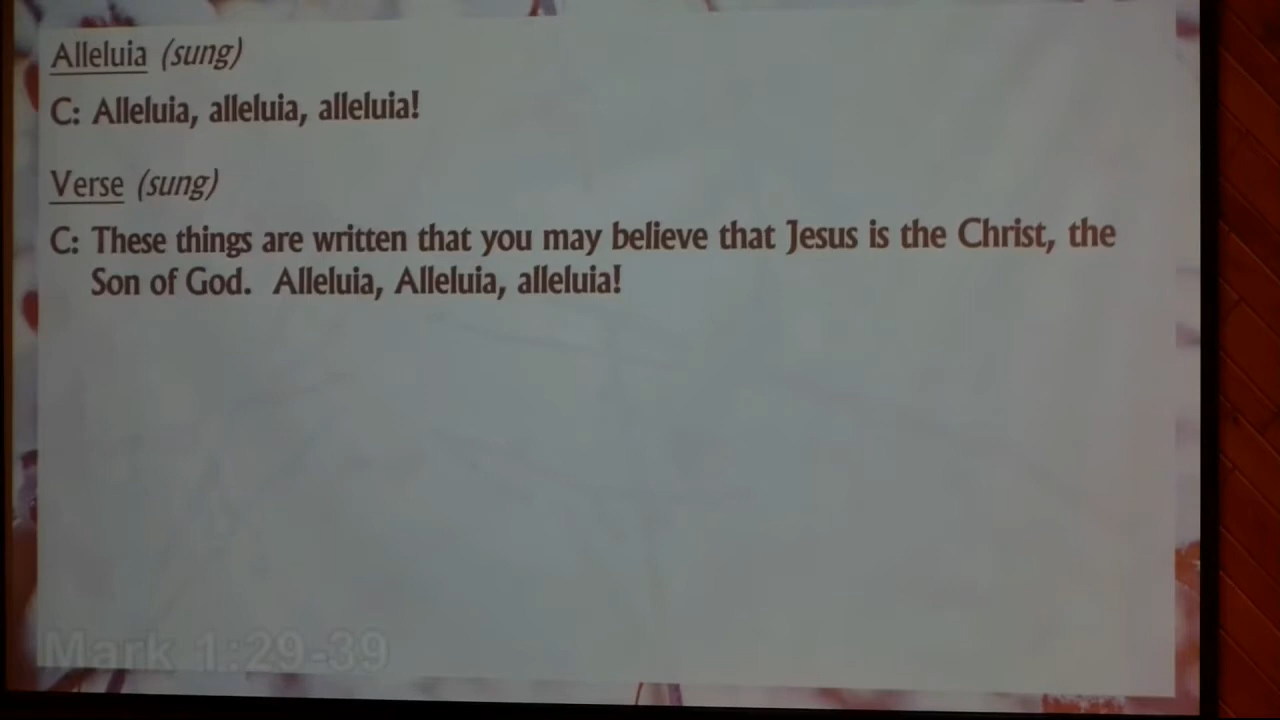 Alleluia (sung)
C: Alleluia, alleluia, alleluia!
Verse (sung)
C: These things are written that you may believe that Jesus is the Christ, the
Son of God. Alleluia, Alleluia, alleluia!
Mark 1:29-39